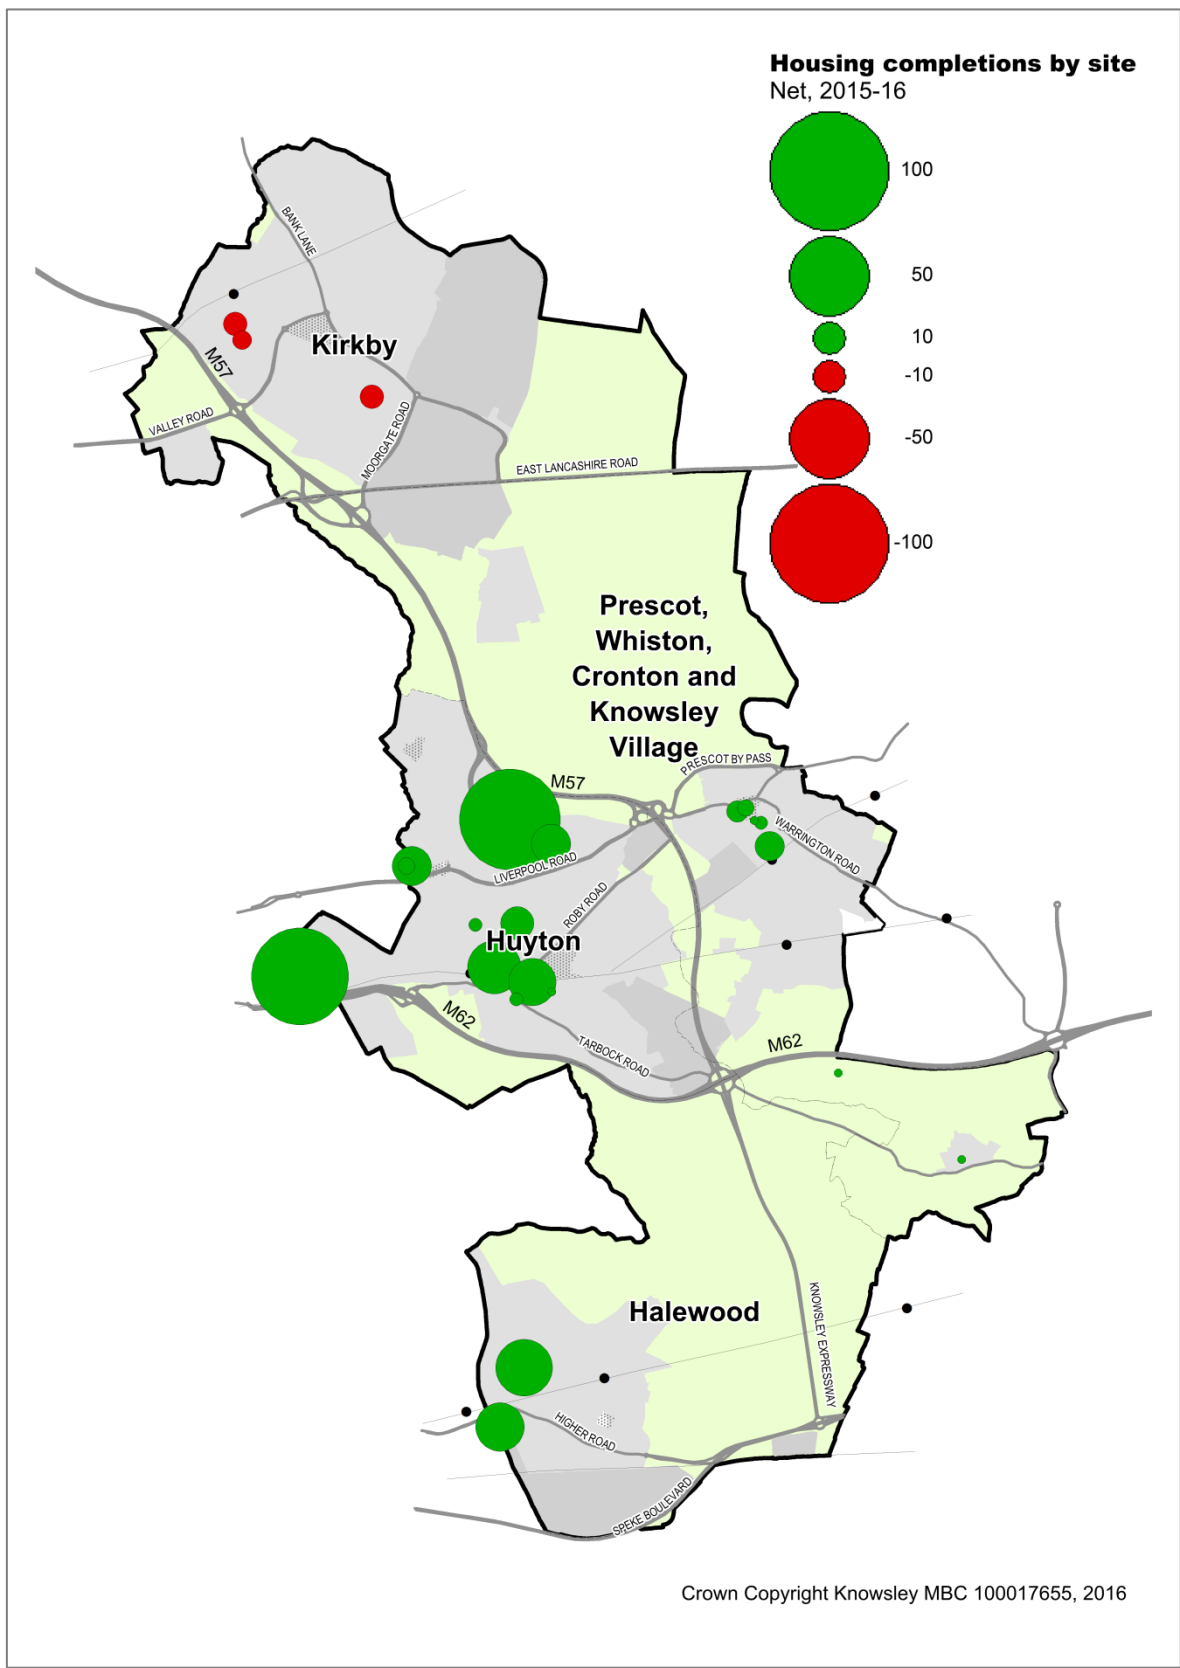 Housing completions by site
Net, 2015-16
100
50
10
-10
-50
-100
BANK LANE
Kirkby
M57
VALLEY ROAD
MOORGATE ROAD
EAST LANCASHIRE ROAD
Prescot,
Whiston,
Cronton and
Knowsley
Village
PRESCOT BY PASS
M57
WARRINGTON ROAD
LIVERPOOL ROAD
ROBY ROAD
Huyton
M62
TARBOCK ROAD
M62
KNOWSLEY EXPRESSWAY
Halewood
HIGHER ROAD
SPEKE BOULEVARD
Crown Copyright Knowsley MBC 100017655, 2016